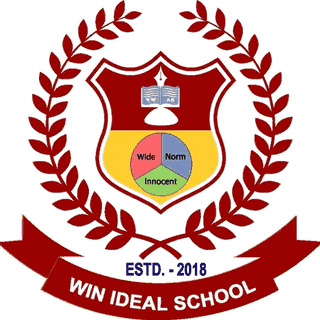 Wide Norm
Innocent
ESTD. - 2018
WIN IDEAL SCHOOL